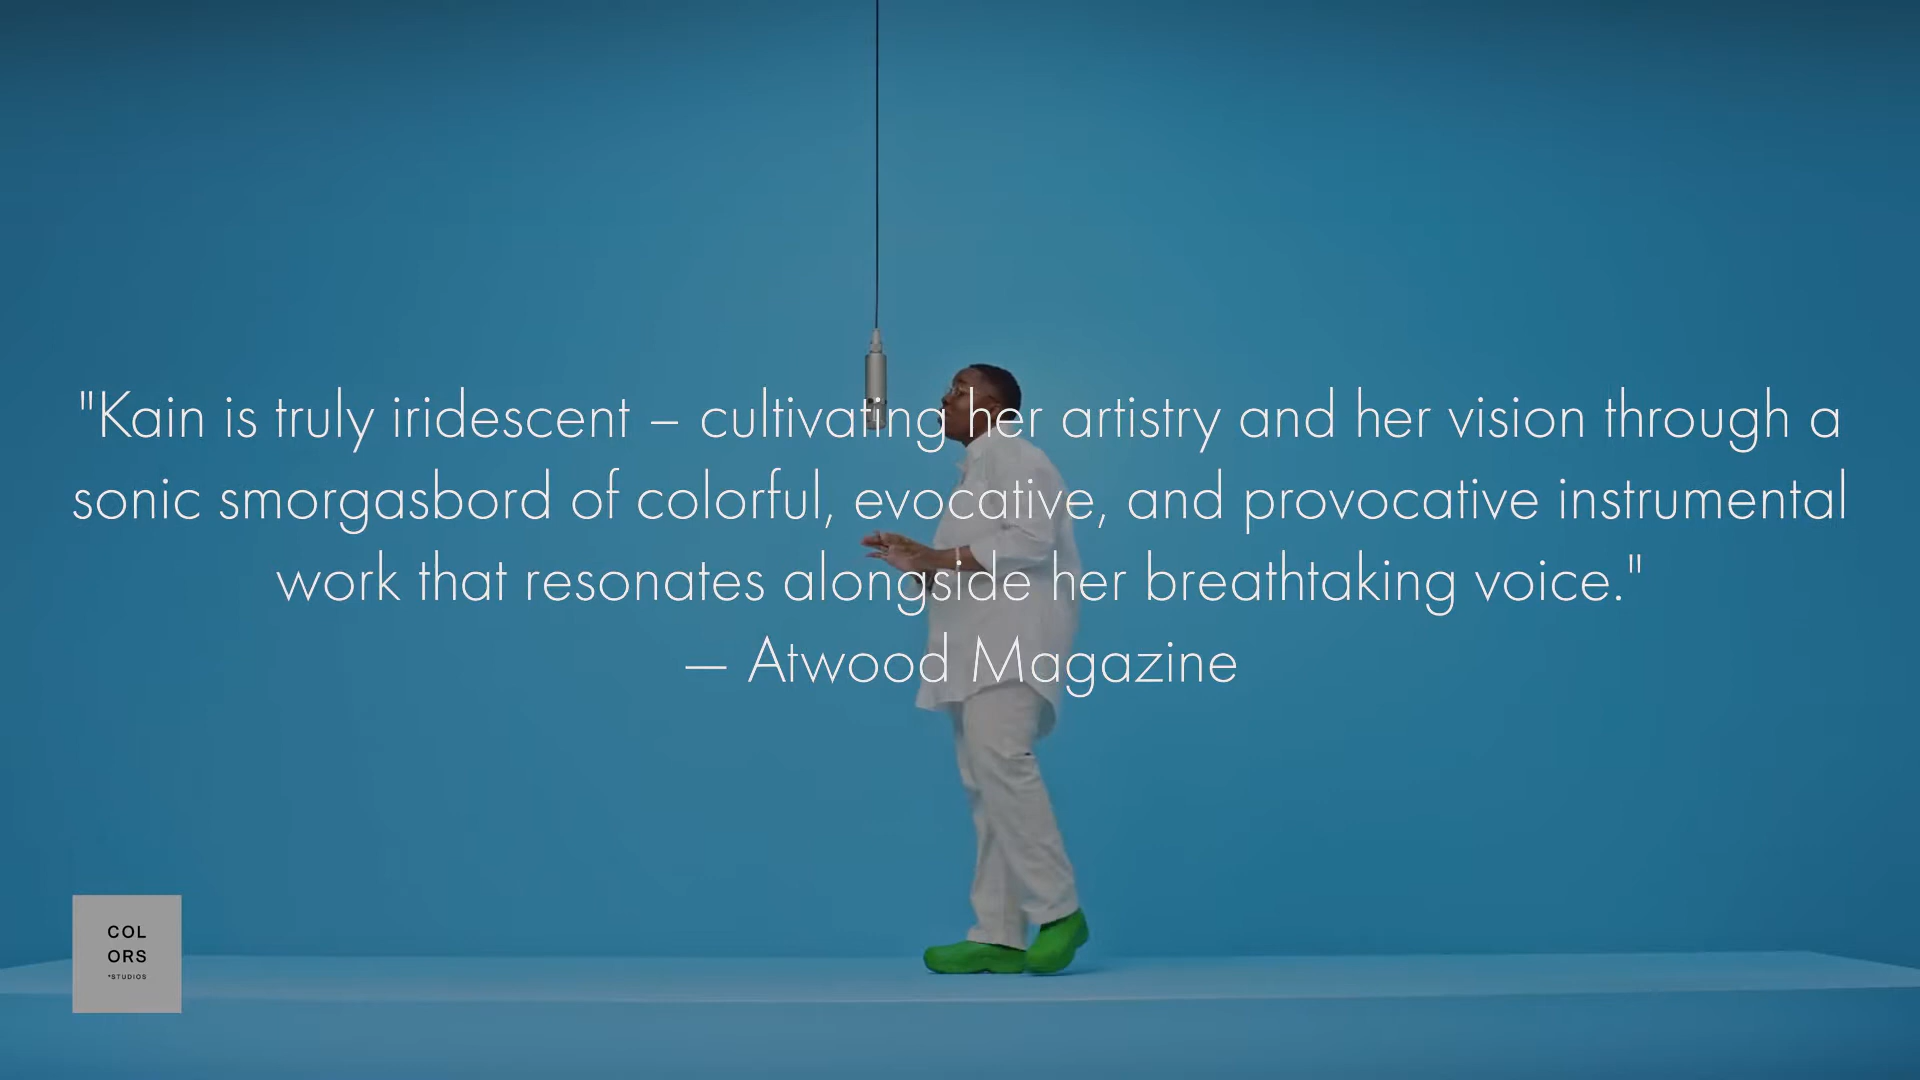 "Kain is truly iridescent – cultivating her artistry and her vision through a
sonic smorgasbord of colorful, evocative, and provocative instrumental
work that resonates alongside her breathtaking voice."
— Atwood Magazine
COL
ORS
*STUDIOS